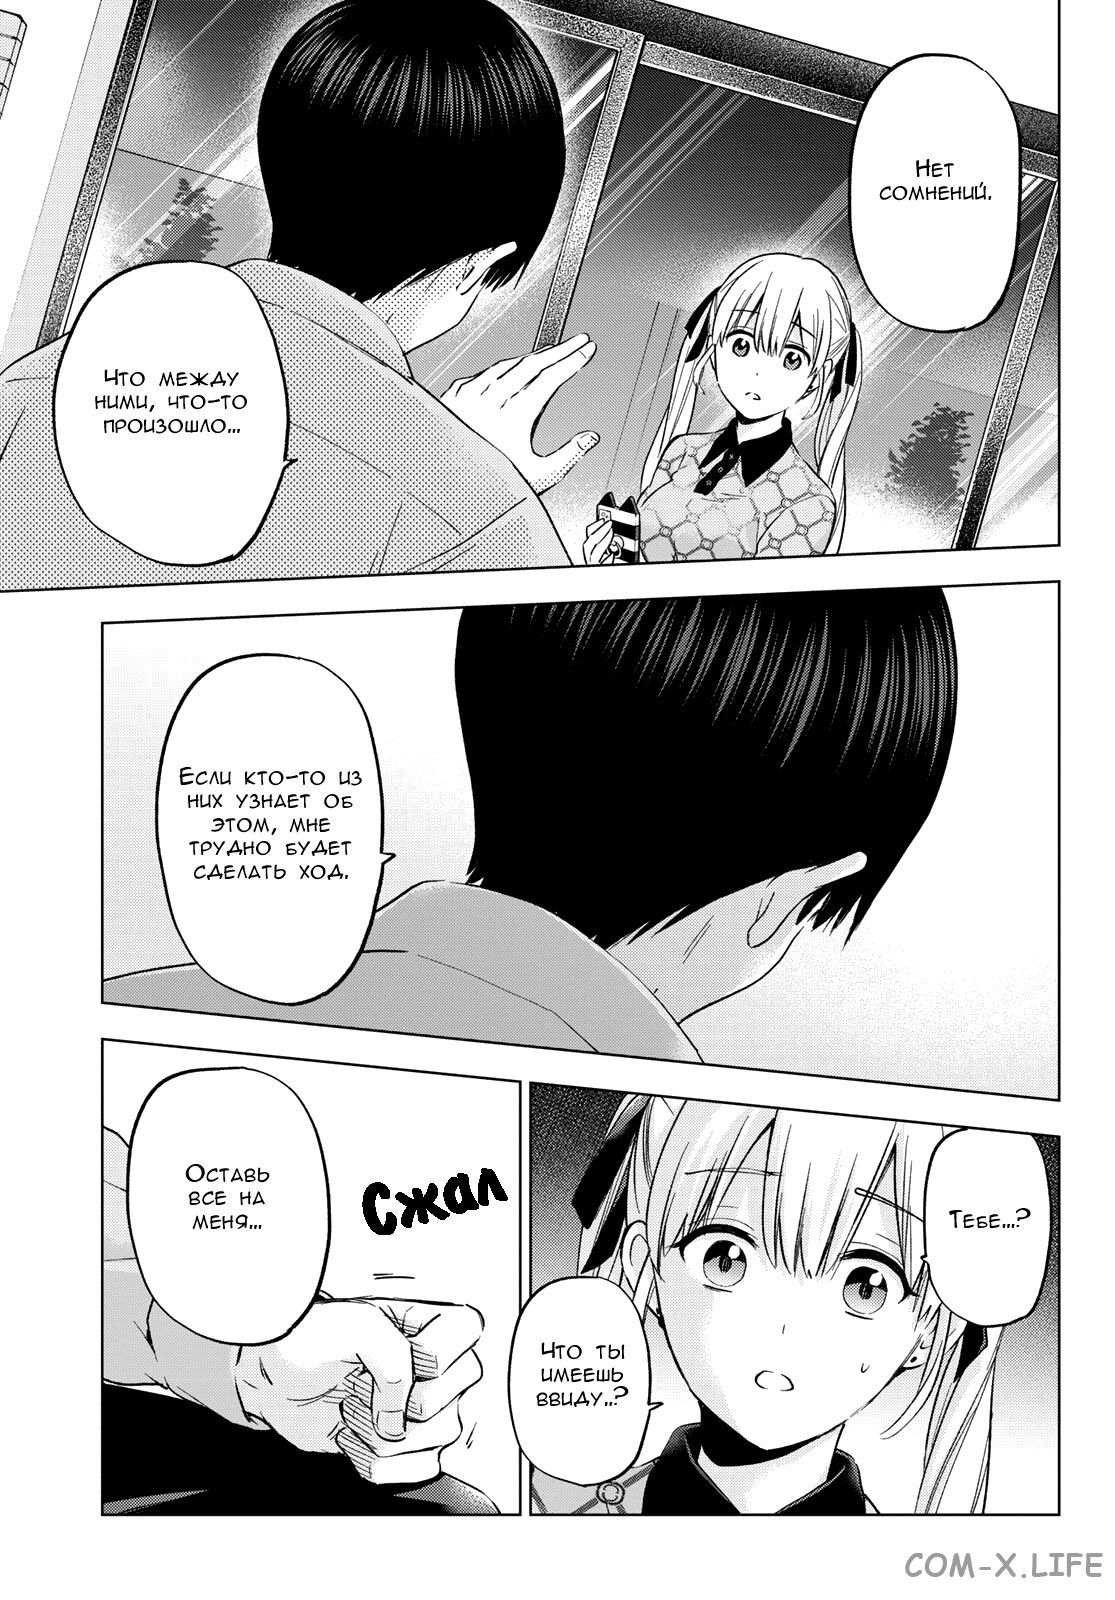 Нет
сомнений.
Что между
ними, что-то
произошло...
Если кто-то из
них узнает об
этом, мне
трудно будет
сделать ход.
Тебе...?
Что ты
имеешь
ввиду..?
Оставь
все на
меня...
Сжал
COM-X.LIFE